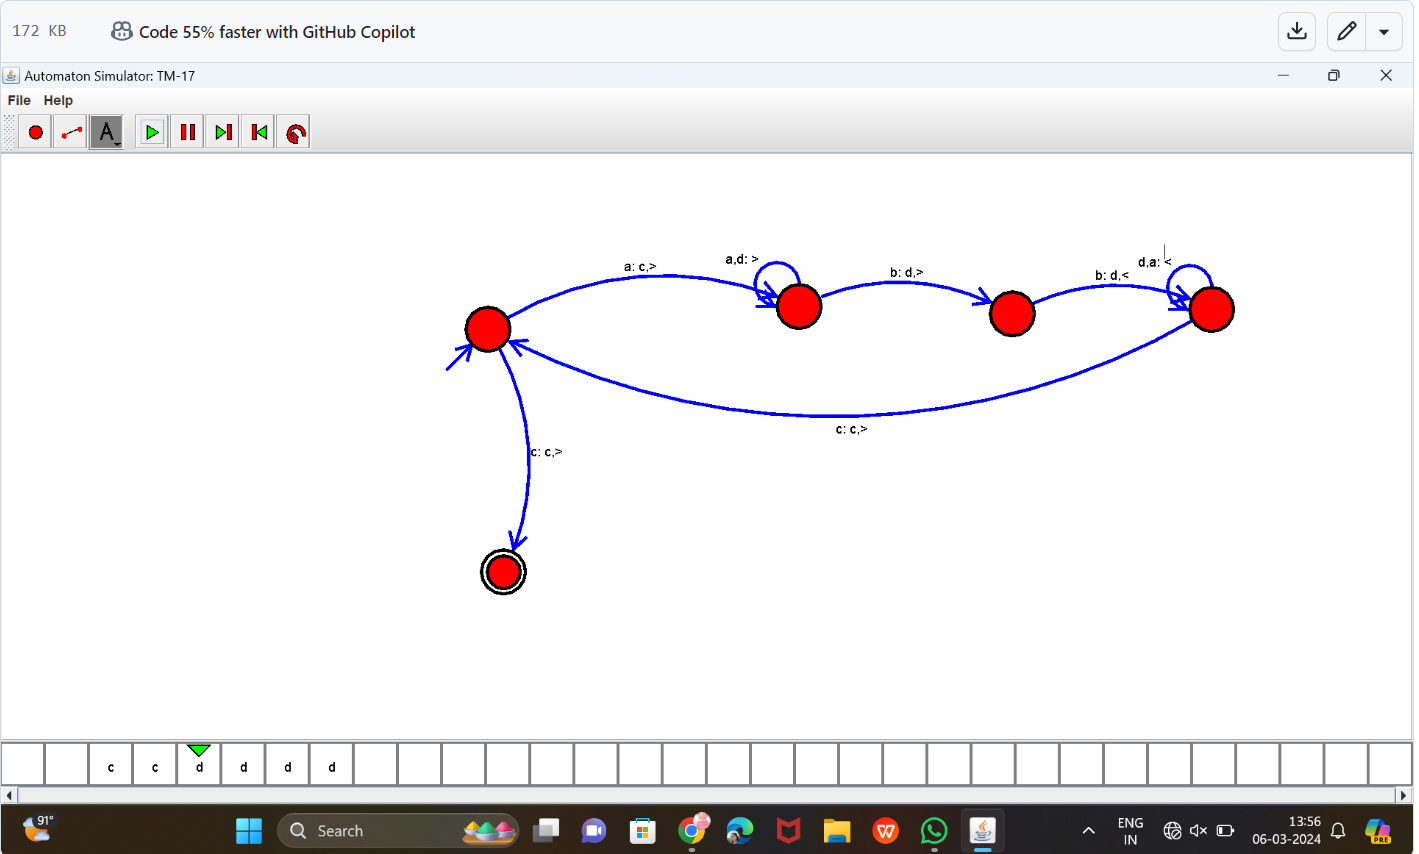 172 KB
Code 55% faster with GitHub Copilot
Automaton Simulator: TM-17
File Help
A
a: c,>
a,d: >
b: d,>
b: d,<
d,a: <
c: c,>
c: c,>
c c d d d d
91°
Search
W
ENG
IN
13:56
06-03-2024
PRE